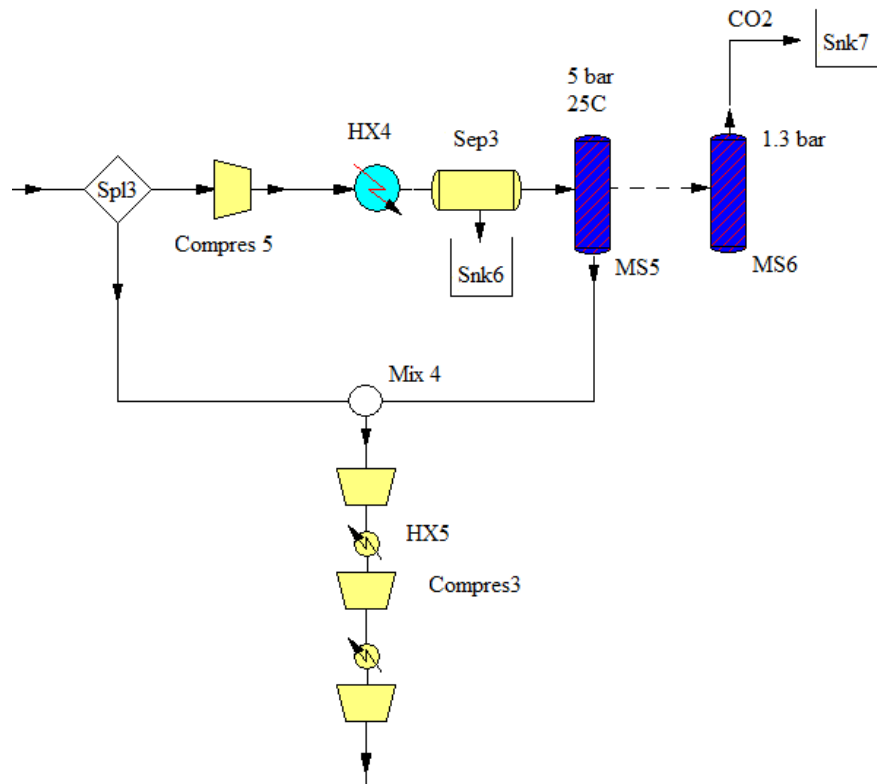 CO2
Snk7
5 bar
25C
HX4
Sep3
1.3 bar
Spl3
Compres 5
Snk6
MS5
MS6
Mix 4
HX5
Compres3